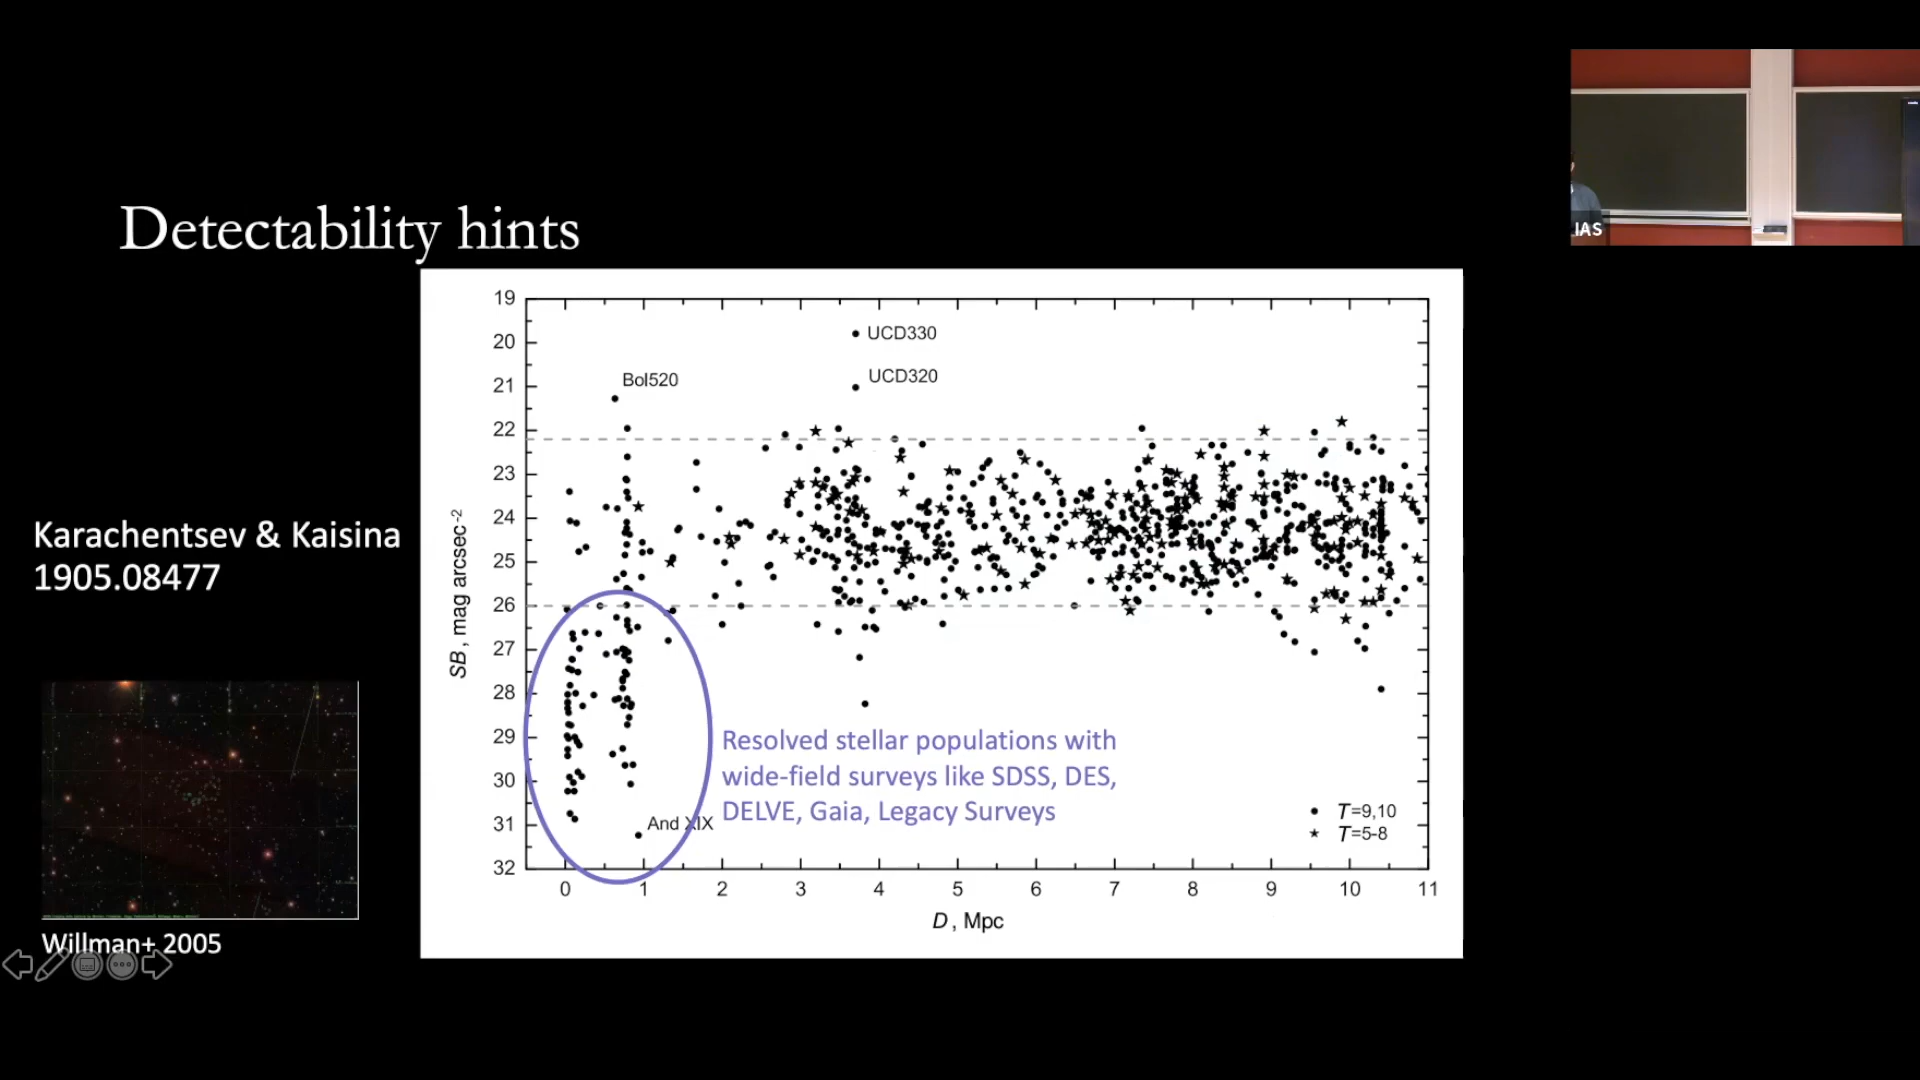 IAS
Detectability hints
Karachentsev & Kaisina
1905.08477
Willman+ 2005
19
20
21
22
23
24
25
26
27
28
29
30
31
32
SB, mag arcsec-2
UCD330
UCD320
Bol520
And XIX
Resolved stellar populations with
wide-field surveys like SDSS, DES,
DELVE, Gaia, Legacy Surveys
T=9,10
T=5-8
0 1 2 3 4 5 6 7 8 9 10 11
D, Mpc